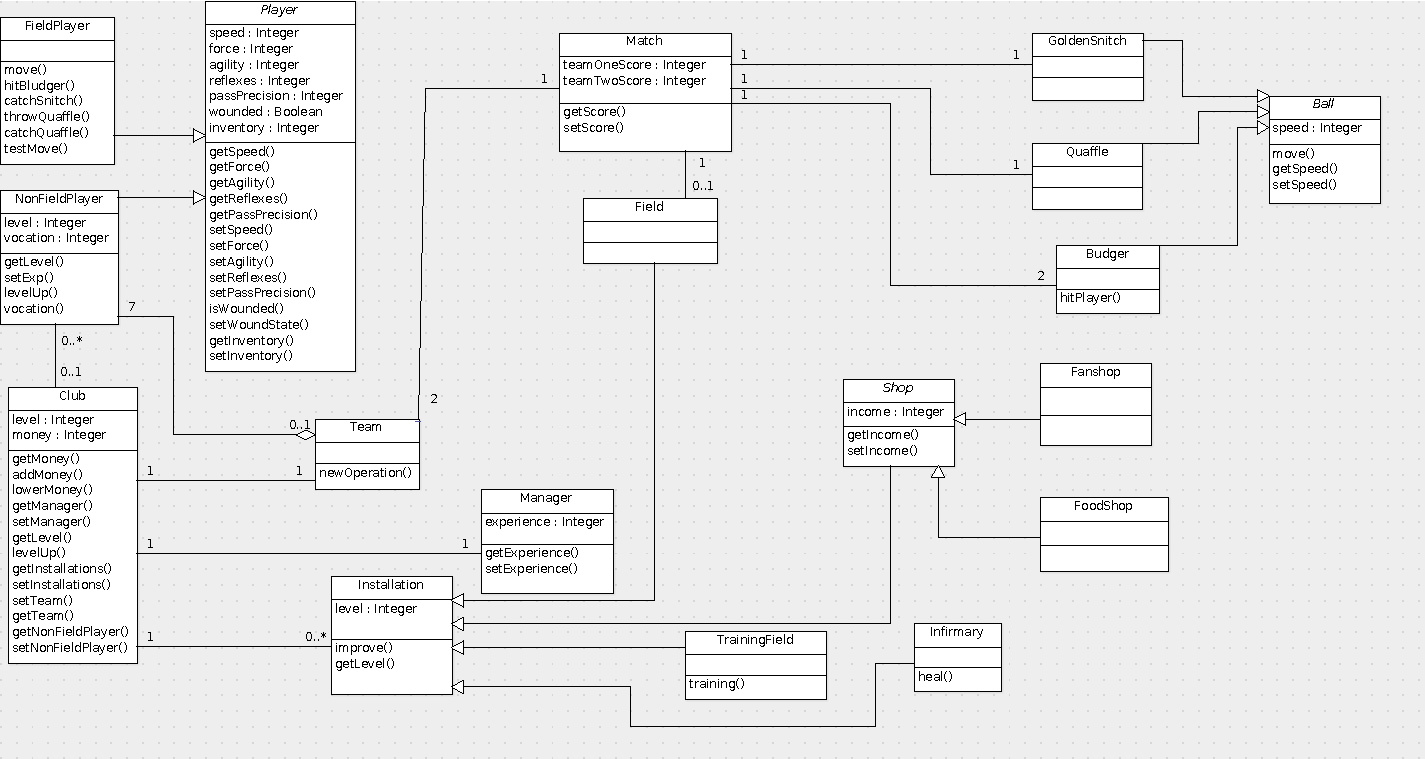 FieldPlayer
move()
hitBludger()
catchSnitch()
throwQuaffle()
catchQuaffle()
testMove()
Player
speed : Integer
force : Integer
agility : Integer
reflexes : Integer
passPrecision : Integer
wounded : Boolean
inventory : Integer
getSpeed()
getForce()
getAgility()
getReflexes()
getPassPrecision()
setSpeed()
setForce()
setAgility()
setReflexes()
setPassPrecision()
isWounded()
setWoundState()
getInventory()
setInventory()
NonFieldPlayer
level : Integer
vocation : Integer
getLevel()
setExp()
levelUp()
vocation()
7
0..*
0..1
Club
level : Integer
money : Integer
getMoney()
addMoney()
lowerMoney()
getManager()
setManager()
getLevel()
levelUp()
getInstallations()
setInstallations()
setTeam()
getTeam()
getNonFieldPlayer()
setNonFieldPlayer()
0..1
Team
newOperation()
1
1
2
1
Match
teamOneScore : Integer
teamTwoScore : Integer
getScore()
setScore()
1
1
1
1
1
2
1
0..1
Field
GoldenSnitch
Quaffle
Budger
hitPlayer()
Ball
speed : Integer
move()
getSpeed()
setSpeed()
Shop
income : Integer
getIncome()
setIncome()
Fanshop
FoodShop
1
1
Manager
experience : Integer
getExperience()
setExperience()
1
0..*
Installation
level : Integer
improve()
getLevel()
TrainingField
training()
Infirmary
heal()